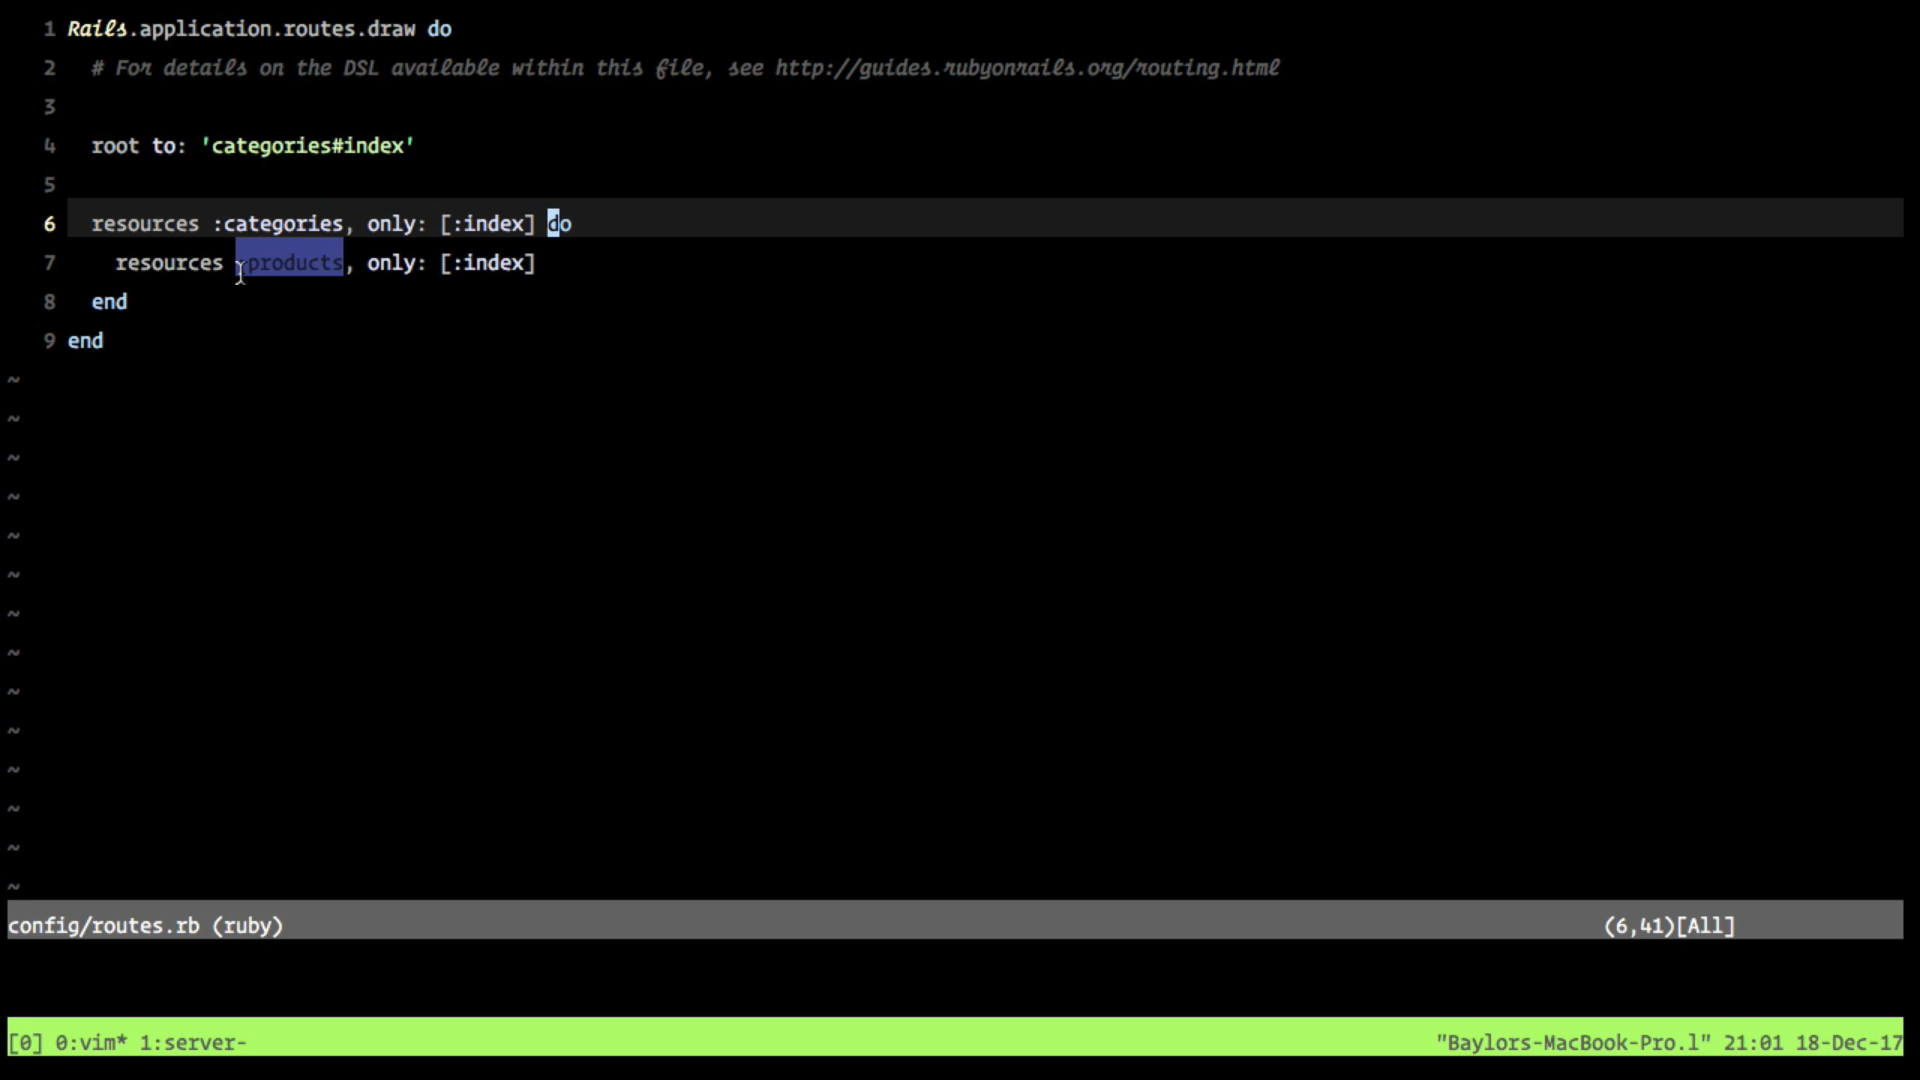 1 Rails.application.routes.draw do
2 # For details on the DSL available within this file, see http://guides.rubyonrails.org/routing.html
3
4 root to: 'categories#index'
5
6 resources :categories, only: [:index] do
7 resources :products, only: [:index]
8 end
9 end
~
~
~
~
~
~
~
~
~
~
~
~
~
~
config/routes.rb (ruby) (6,41)[All]
[0] 0:vim* 1:server- "Baylors-MacBook-Pro.l" 21:01 18-Dec-17